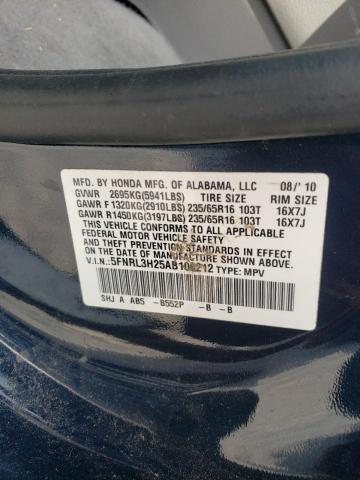 MFD. BY HONDA MFG. OF ALABAMA, LLC 08/'10
GVWR 2695KG(5941LBS) TIRE SIZE RIM SIZE
GAWR F 1320KG(2910LBS) 235/65R16 103T 16X7J
GAWR R 1450KG(3197LBS) 235/65R16 103T 16X7J
THIS VEHICLE CONFORMS TO ALL APPLICABLE
FEDERAL MOTOR VEHICLE SAFETY AND
THEFT PREVENTION STANDARDS IN EFFECT
ON THE DATE OF MANUFACTURE SHOWN ABOVE.
V.I.N.: TYPE: MPV
SHJ A AB5 -B552P -B -B